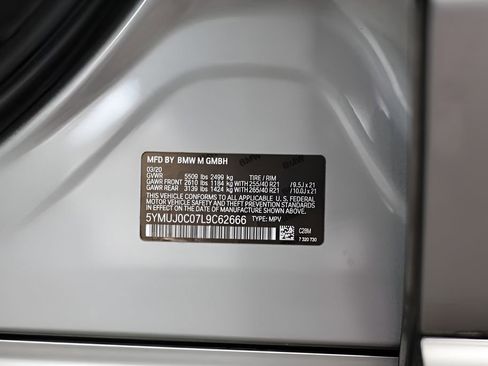 MFD BY BMW M GMBH
03/20
GVWR 5509 lbs 2499 kg TIRE / RIM
GAWR FRONT 2610 lbs 1184 kg WITH 255/40 R21 /9.5J x 21
GAWR REAR 3139 lbs 1424 kg WITH 265/40 R21 /10.0J x 21
THIS VEHICLE CONFORMS TO ALL APPLICABLE U. S. FEDERAL
MOTOR VEHICLE SAFETY, BUMPER, AND THEFT PREVENTION
STANDARDS IN EFFECT ON THE DATE OF MANUFACTURE
SHOWN ABOVE.
5YMUJ0C07L9C62666 TYPE: MPV
C28M
7 320 730